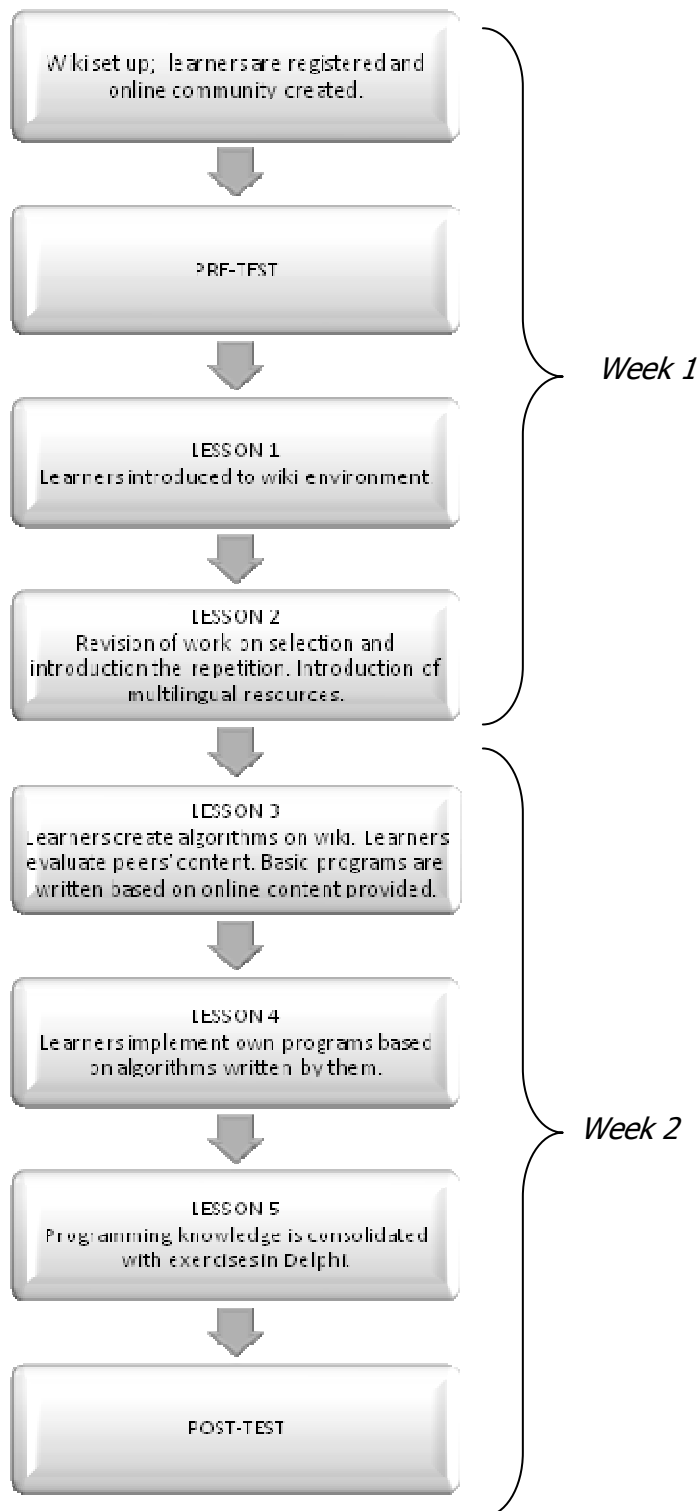 Wiki set up; learners are registered and
online community created.
PRE-TEST
LESSON 1
Learners introduced to wiki environment
LESSON 2
Revision of work on selection and
introduction the repetition. Introduction of
multilingual resources.
Week 1
LESSON 3
Learners create algorithms on wiki. Learners
evaluate peers' content. Basic programs are
written based on online content provided.
LESSON 4
Learners implement own programs based
on algorithms written by them.
LESSON 5
Programming knowledge is consolidated
with exercises in Delphi.
POST-TEST
Week 2